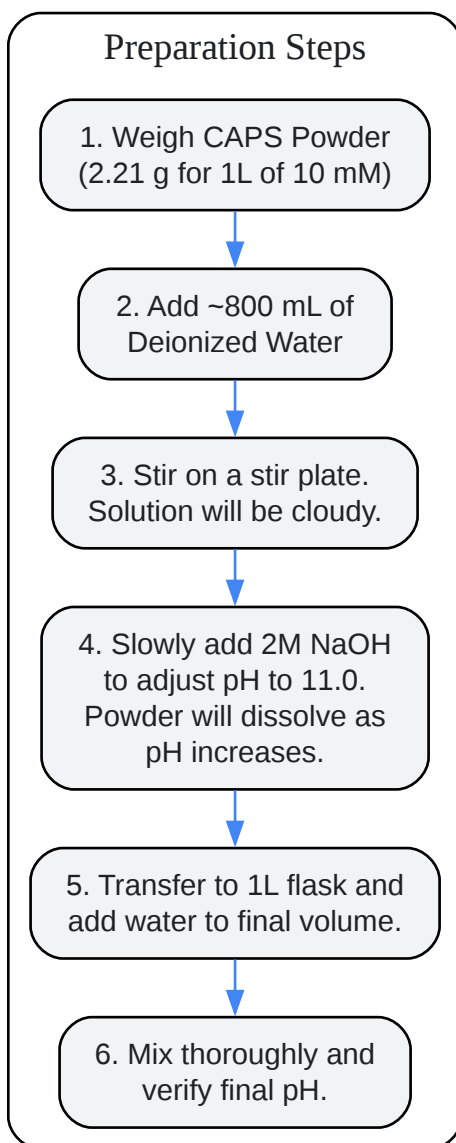 Preparation Steps
1. Weigh CAPS Powder
(2.21 g for 1L of 10 mM)
2. Add ~800 mL of
Deionized Water
3. Stir on a stir plate.
Solution will be cloudy.
4. Slowly add 2M NaOH
to adjust pH to 11.0.
Powder will dissolve as
pH increases.
5. Transfer to 1L flask and
add water to final volume.
6. Mix thoroughly and
verify final pH.